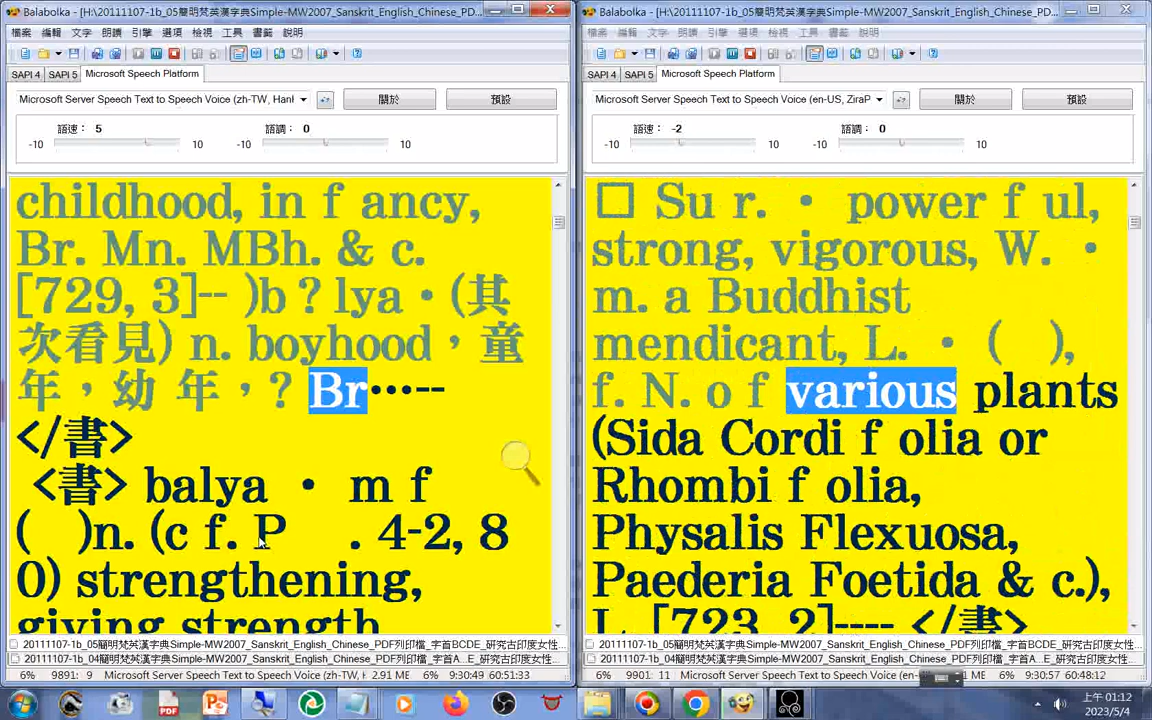 Balabolka - [H:\20111107-1b_05簡明梵英漢字典Simple-MW2007_Sanskrit_English_Chinese_PD...
檔案 編輯 文字 朗讀 引擎 選項 檢視 工具 書籤 說明
SAPI 4 SAPI 5 Microsoft Speech Platform
Microsoft Server Speech Text to Speech Voice (zh-TW, HanH 關於 預設
語速： 5 語調： 0
-10 10 -10 10
childhood, in f ancy,
Br. Mn. MBh. & c.
[729, 3]-- )b ? lya • (其
次看見) n. boyhood，童
年，幼 年，? Br…--
</書>
<書> balya • m f
( )n. (c f. P . 4-2, 8
0) strengthening,
giving strength
20111107-1b_05簡明梵英漢字典Simple-MW2007_Sanskrit_English_Chinese_PDF列印檔_字首BCDE_研究古印度女性...
20111107-1b_04簡明梵英漢字典Simple-MW2007_Sanskrit_English_Chinese_PDF列印檔_字首A...E_研究古印度女性...
6% 9891: 9 Microsoft Server Speech Text to Speech Voice (zh-TW, 2.91 ME 6% 9:30:49 60:51:33
Balabolka - [H:\20111107-1b_05簡明梵英漢字典Simple-MW2007_Sanskrit_English_Chinese_PD...
檔案 編輯 文字 朗讀 引擎 選項 檢視 工具 書籤 說明
SAPI 4 SAPI 5 Microsoft Speech Platform
Microsoft Server Speech Text to Speech Voice (en-US, ZiraP 關於 預設
語速： -2 語調： 0
-10 10 -10 10
□ Su r. • power f ul,
strong, vigorous, W. •
m. a Buddhist
mendicant, L. • ( ),
f. N. o f various plants
(Sida Cordi f olia or
Rhombi f olia,
Physalis Flexuosa,
Paederia Foetida & c.),
L. [723, 2]---- </書>
20111107-1b_05簡明梵英漢字典Simple-MW2007_Sanskrit_English_Chinese_PDF列印檔_字首BCDE_研究古印度女性...
20111107-1b_04簡明梵英漢字典Simple-MW2007_Sanskrit_English_Chinese_PDF列印檔_字首A...E_研究古印度女性...
6% 9901: 11 Microsoft Server Speech Text to Speech Voice (en-US, 6% 9:30:57 60:48:12
PDF
上午 01:12
2023/5/4